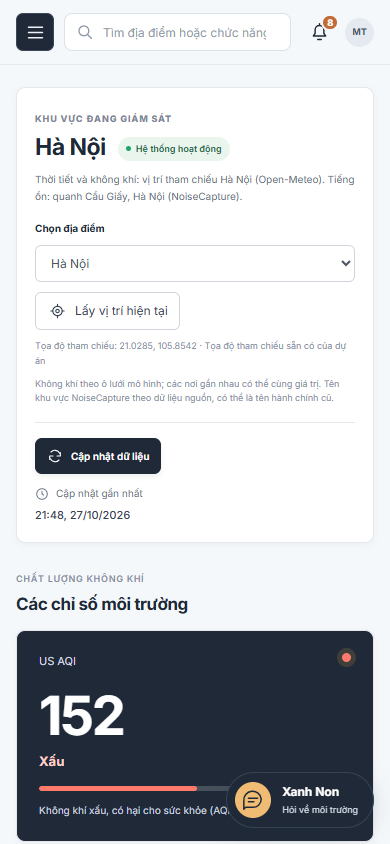 Tìm địa điểm hoặc chức năng
8
MT
KHU VỰC ĐANG GIÁM SÁT
Hà Nội
Hệ thống hoạt động
Thời tiết và không khí: vị trí tham chiếu Hà Nội (Open-Meteo). Tiếng
ồn: quanh Cầu Giấy, Hà Nội (NoiseCapture).
Chọn địa điểm
Hà Nội
Lấy vị trí hiện tại
Tọa độ tham chiếu: 21.0285, 105.8542 · Tọa độ tham chiếu sẵn có của dự
án
Không khí theo ô lưới mô hình; các nơi gần nhau có thể cùng giá trị. Tên
khu vực NoiseCapture theo dữ liệu nguồn, có thể là tên hành chính cũ.
Cập nhật dữ liệu
Cập nhật gần nhất
21:48, 27/10/2026
CHẤT LƯỢNG KHÔNG KHÍ
Các chỉ số môi trường
US AQI
152
Xấu
Không khí xấu, có hại cho sức khỏe (AQ
Xanh Non
Hỏi về môi trường